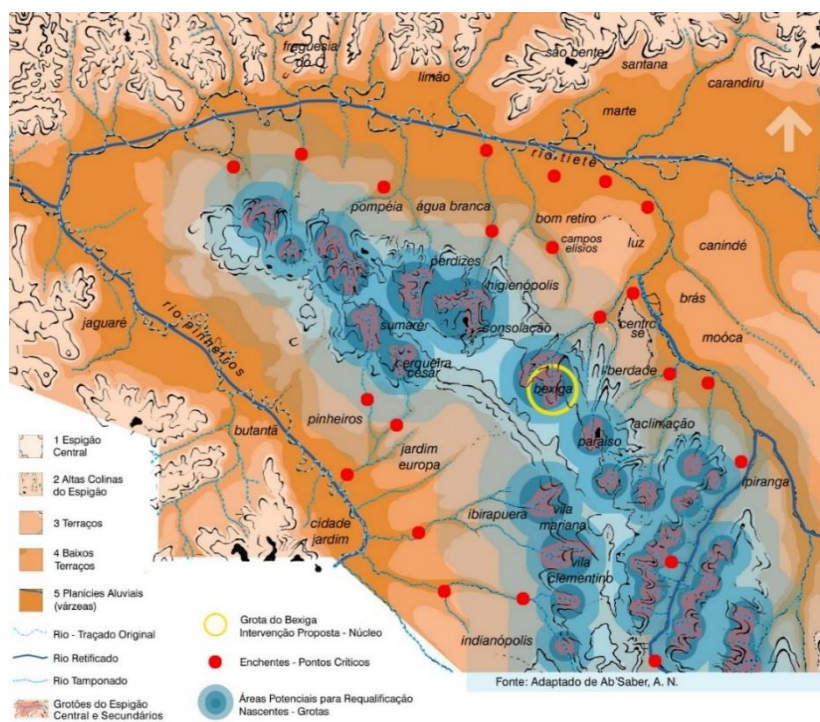 freguesia
do Ó
limão
são bente
santana
carandiru
marte
rio tietê
pompéia
água branca
bom retiro
campos
elísios
luz
canindé
perdizes
higienópolis
brás
jaguaré
rio pinheiros
sumaré
consolação
centro
sé
moóca
cerqueira
césar
bexiga
liberdade
butantã
pinheiros
paraíso
aclimação
jardim
europa
ipiranga
ibirapuera
vila
mariana
cidade
jardim
vila
clementino
indianópolis
1 Espigão
Central
2 Altas Colinas
do Espigão
3 Terraços
4 Baixos
Terraços
5 Planícies Aluviais
(várzeas)
Rio - Traçado Original
Rio Retificado
Rio Tamponado
Grotões do Espigão
Central e Secundários
Grota do Bexiga
Intervenção Proposta - Núcleo
Enchentes - Pontos Críticos
Áreas Potenciais para Requalificação
Nascentes - Grotas
Fonte: Adaptado de Ab'Saber, A. N.